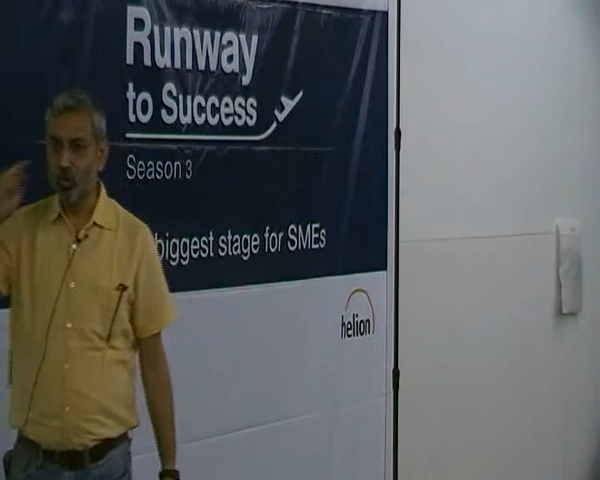 Runway
to Success
Season 3
biggest stage for SMEs
helion